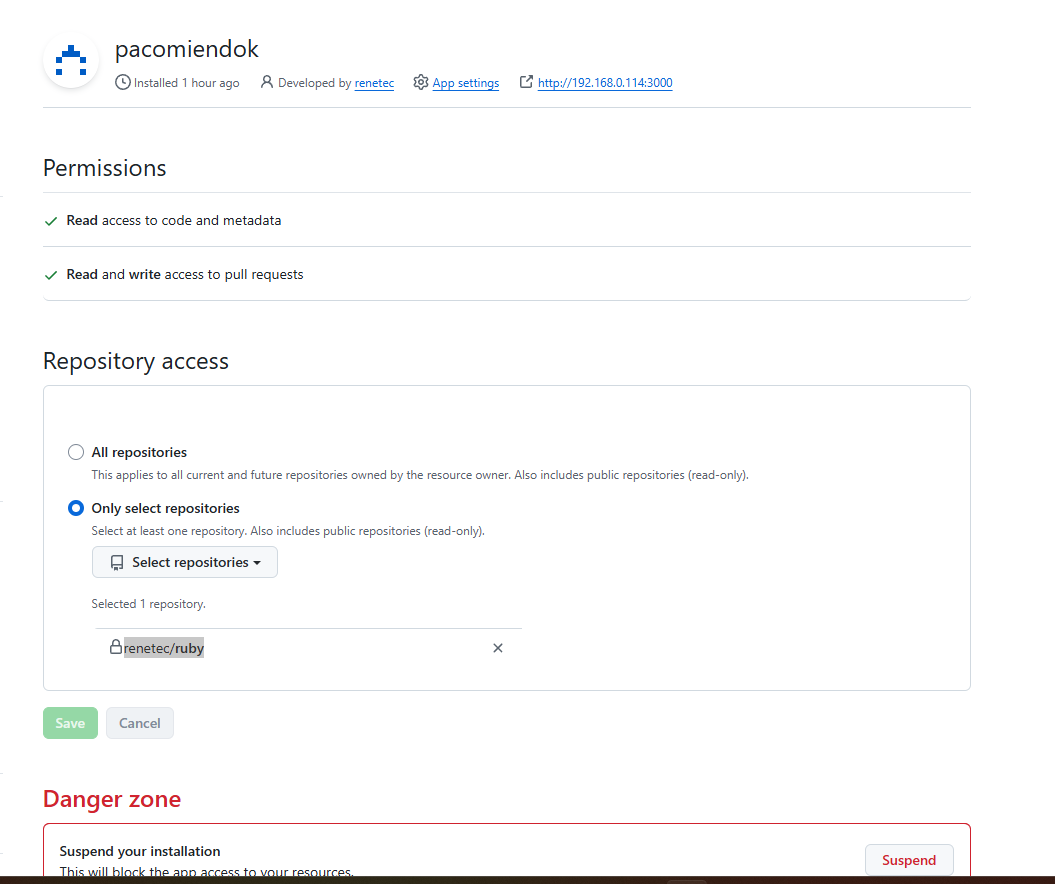 pacomiendok
Installed 1 hour ago Developed by renetec App settings http://192.168.0.114:3000
Permissions
Read access to code and metadata
Read and write access to pull requests
Repository access
All repositories
This applies to all current and future repositories owned by the resource owner. Also includes public repositories (read-only).
Only select repositories
Select at least one repository. Also includes public repositories (read-only).
Select repositories
Selected 1 repository.
renetec/ruby
Save Cancel
Danger zone
Suspend your installation
Suspend
This will block the app access to your resources.